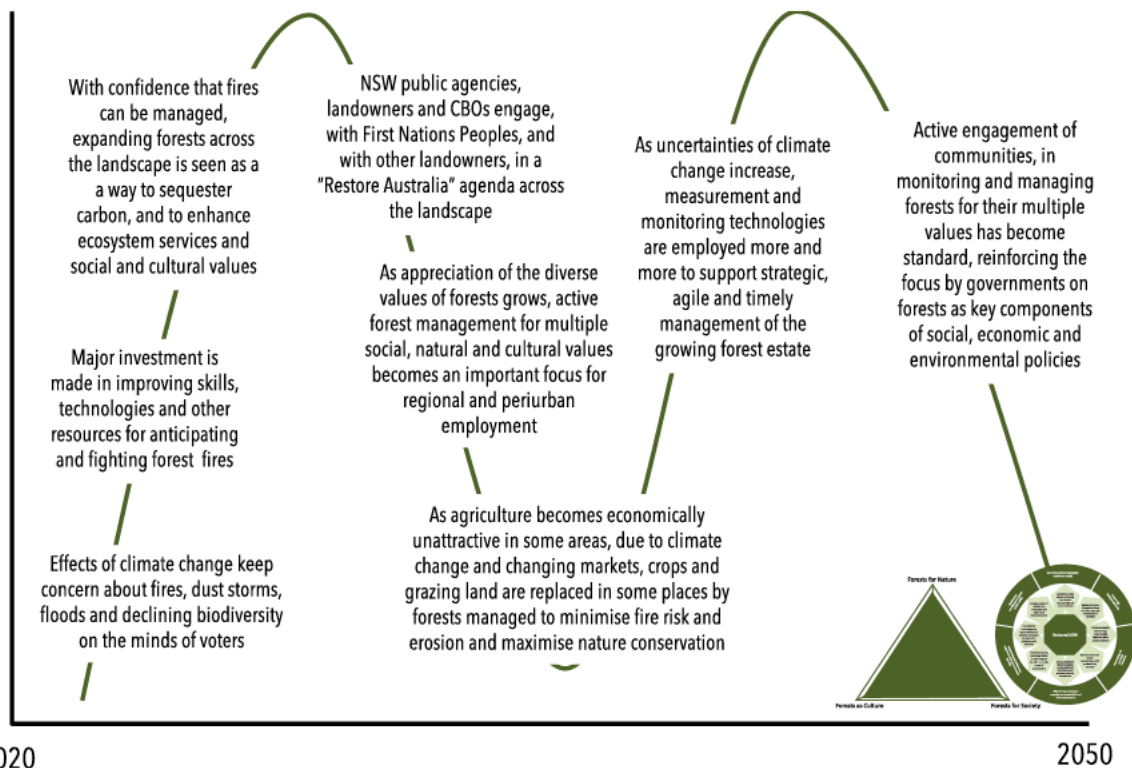 Effects of climate change keep
concern about fires, dust storms,
floods and declining biodiversity
on the minds of voters
Major investment is
made in improving skills,
technologies and other
resources for anticipating
and fighting forest fires
With confidence that fires
can be managed,
expanding forests across
the landscape is seen as a
a way to sequester
carbon, and to enhance
ecosystem services and
social and cultural values
NSW public agencies,
landowners and CBOs engage,
with First Nations Peoples, and
with other landowners, in a
"Restore Australia" agenda across
the landscape
As appreciation of the diverse
values of forests grows, active
forest management for multiple
social, natural and cultural values
becomes an important focus for
regional and periurban
employment
As agriculture becomes economically
unattractive in some areas, due to climate
change and changing markets, crops and
grazing land are replaced in some places by
forests managed to minimise fire risk and
erosion and maximise nature conservation
As uncertainties of climate
change increase,
measurement and
monitoring technologies
are employed more and
more to support strategic,
agile and timely
management of the
growing forest estate
Active engagement of
communities, in
monitoring and managing
forests for their multiple
values has become
standard, reinforcing the
focus by governments on
forests as key components
of social, economic and
environmental policies
Forests for Nature
Forests as Culture
Forests for Society
020
2050